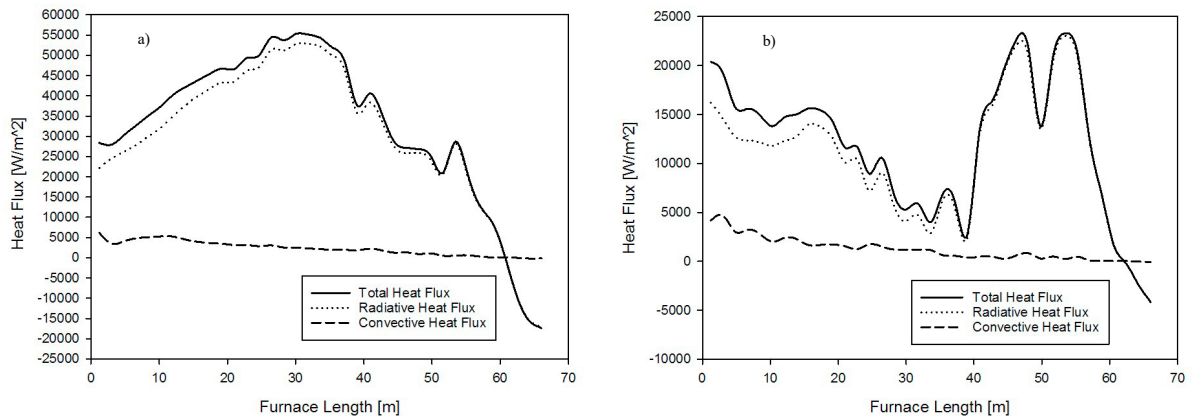 a)
Heat Flux [W/m^2]
60000
55000
50000
45000
40000
35000
30000
25000
20000
15000
10000
5000
0
-5000
-10000
-15000
-20000
-25000
Total Heat Flux
Radiative Heat Flux
Convective Heat Flux
0 10 20 30 40 50 60 70
Furnace Length [m]
b)
Heat Flux [W/m^2]
25000
20000
15000
10000
5000
0
-5000
-10000
Total Heat Flux
Radiative Heat Flux
Convective Heat Flux
0 10 20 30 40 50 60 70
Furnace Length [m]